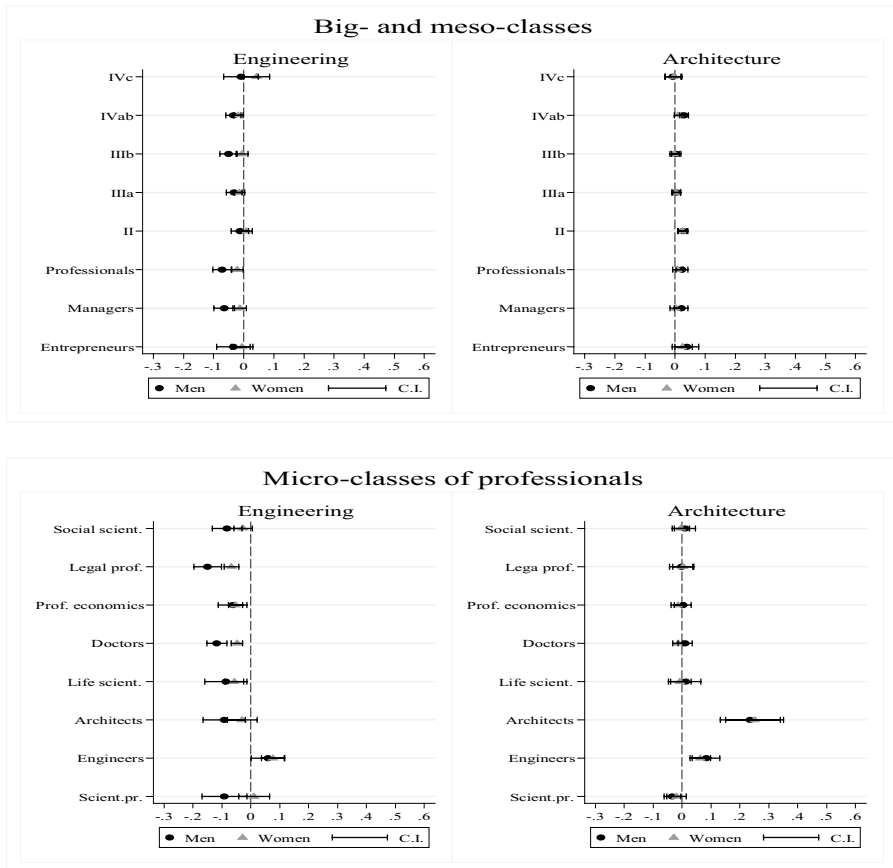 Big- and meso-classes
Engineering
Architecture
IVc
IVab
IIIb
IIIa
II
Professionals
Managers
Entrepreneurs
-.3 -.2 -.1 0 .1 .2 .3 .4 .5 .6
Men Women C.I.
IVc
IVab
IIIb
IIIa
II
Professionals
Managers
Entrepreneurs
-.3 -.2 -.1 0 .1 .2 .3 .4 .5 .6
Men Women C.I.
Micro-classes of professionals
Engineering
Architecture
Social scient.
Legal prof.
Prof. economics
Doctors
Life scient.
Architects
Engineers
Scient.pr.
-.3 -.2 -.1 0 .1 .2 .3 .4 .5 .6
Men Women C.I.
Social scient.
Lega prof.
Prof. economics
Doctors
Life scient.
Architects
Engineers
Scient.pr.
-.3 -.2 -.1 0 .1 .2 .3 .4 .5 .6
Men Women C.I.